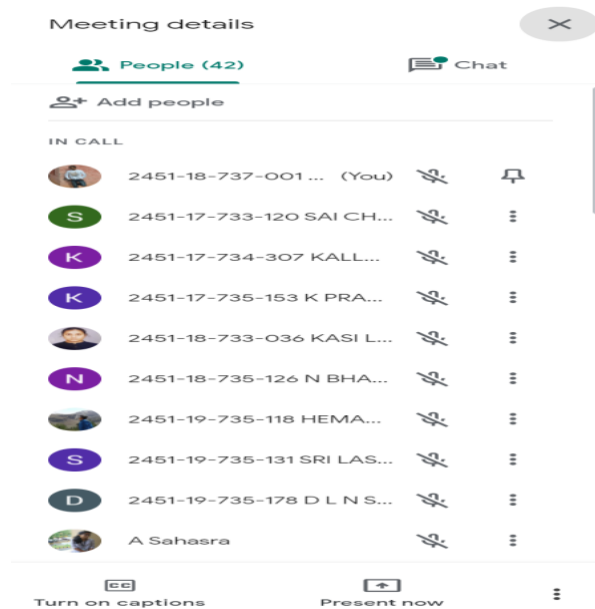 Meeting details
People (42)
Chat
Add people
IN CALL
2451-18-737-001 ... (You)
S 2451-17-733-120 SAI CH...
K 2451-17-734-307 KALL...
K 2451-17-735-153 K PRA...
2451-18-733-036 KASI L...
N 2451-18-735-126 N BHA...
2451-19-735-118 HEMA...
S 2451-19-735-131 SRI LAS...
D 2451-19-735-178 D L N S...
A Sahasra
CC
Turn on captions Present now